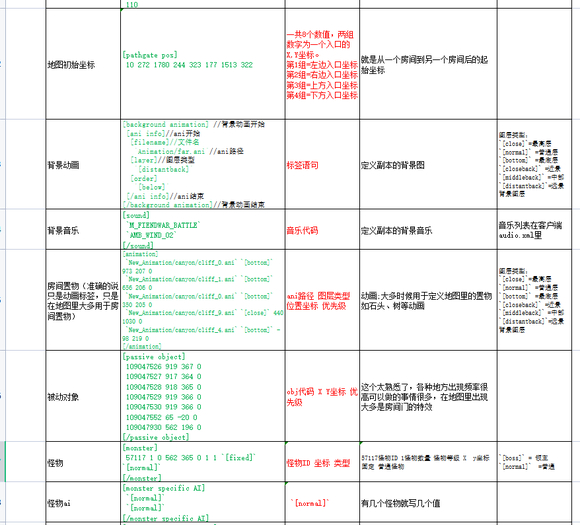 110
地图初始坐标
[pathgate pos]
10 272 1780 244 323 177 1513 322
一共8个数值，两组
数字为一个入口的
X,Y坐标。
第1组=左边入口坐标
第2组=右边入口坐标
第3组=上方入口坐标
第4组=下方入口坐标
就是从一个房间到另一个房间后的起
始坐标
背景动画
[background animation] //背景动画开始
[ani info]//ani开始
[filename]//文件名
Animation/far.ani //ani路径
[layer]//图层类型
[distantback]
[order]
[below]
[/ani info]//ani结束
[/background animation]//背景动画结束
标签语句
定义副本的背景图
图层类型：
`[close]`=最高层
`[normal]` =普通层
`[bottom]` =最底层
`[closeback]` =近景
`[middleback]` =中部
`[distantback]`=远景
背景图层
背景音乐
[sound]
`M_FIENDWAR_BATTLE`
`AMB_WIND_02`
[/sound]
音乐代码
定义副本的背景音乐
音乐列表在客户端
audio.xml里
房间置物（准确的说
只是动画标签，只是
在地图里大多用于房
间置物）
[animation]
`New_Animation/canyon/cliff_0.ani` `[bottom]`
973 207 0
`New_Animation/canyon/cliff_1.ani` `[bottom]`
656 206 0
`New_Animation/canyon/cliff_0.ani` `[bottom]`
350 205 0
`New_Animation/canyon/cliff_9.ani` `[close]` 440
1030 0
`New_Animation/canyon/cliff_4.ani` `[bottom]` -
98 219 0
[/animation]
ani路径 图层类型
位置坐标 优先级
动画:大多时候用于定义地图里的置物
如石头、树等动画
图层类型：
`[close]`=最高层
`[normal]` =普通层
`[bottom]` =最底层
`[closeback]` =近景
`[middleback]` =中部
`[distantback]`=远景
背景图层
被动对象
[passive object]
109047526 919 367 0
109047527 917 364 0
109047528 918 365 0
109047529 919 366 0
109047530 919 366 0
109047552 65 -20 0
109047930 562 196 0
[/passive object]
obj代码 X Y坐标 优
先级
这个太熟悉了，各种地方出现频率很
高可以做的事情很多，在地图里出现
大多是房间门的特效
怪物
[monster]
57117 1 0 562 365 0 1 1 `[fixed]`
`[normal]`
[/monster]
怪物ID 坐标 类型
57117怪物ID 1怪物数量 怪物等级 X y坐标
固定 普通怪物
`[boss]` = 领主
`[normal]` =普通
怪物ai
[monster specific AI]
`[normal]`
`[normal]`
[/monster specific AI]
`[normal]`
有几个怪物就写几个值